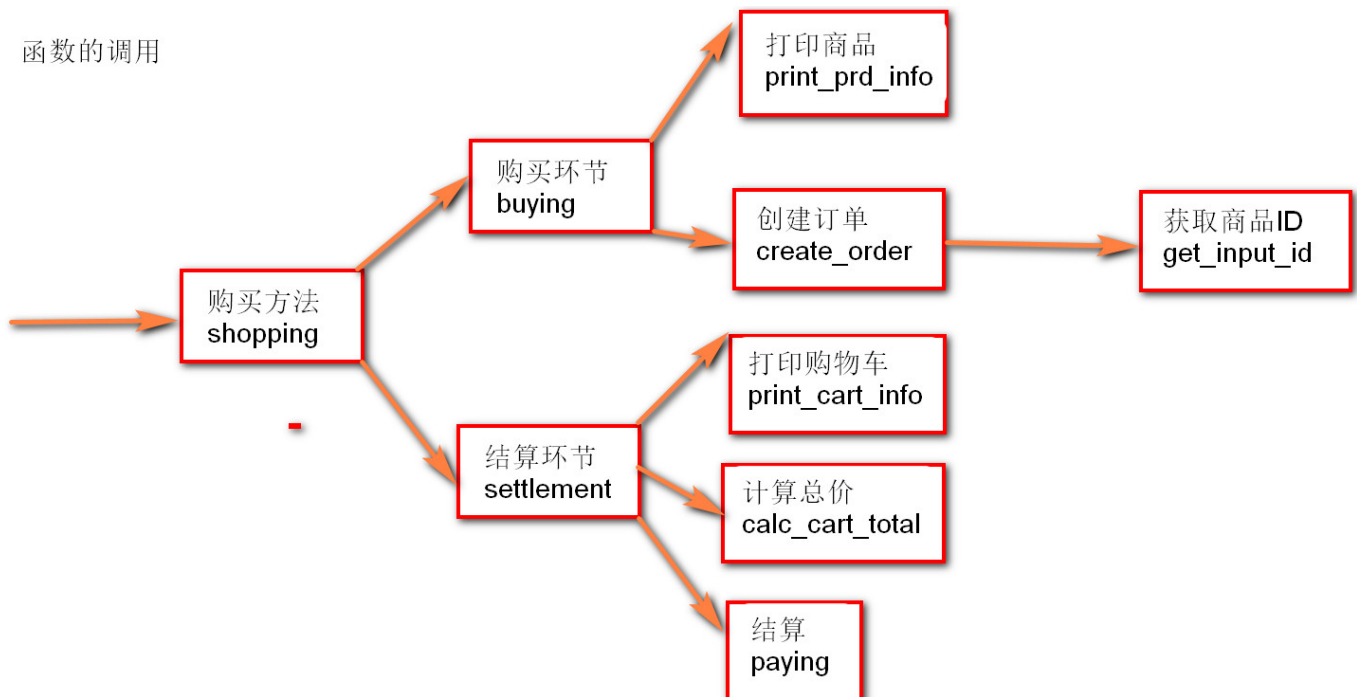 函数的调用
打印商品
print_prd_info
购买环节
buying
创建订单
create_order
获取商品ID
get_input_id
购买方法
shopping
打印购物车
print_cart_info
结算环节
settlement
计算总价
calc_cart_total
结算
paying